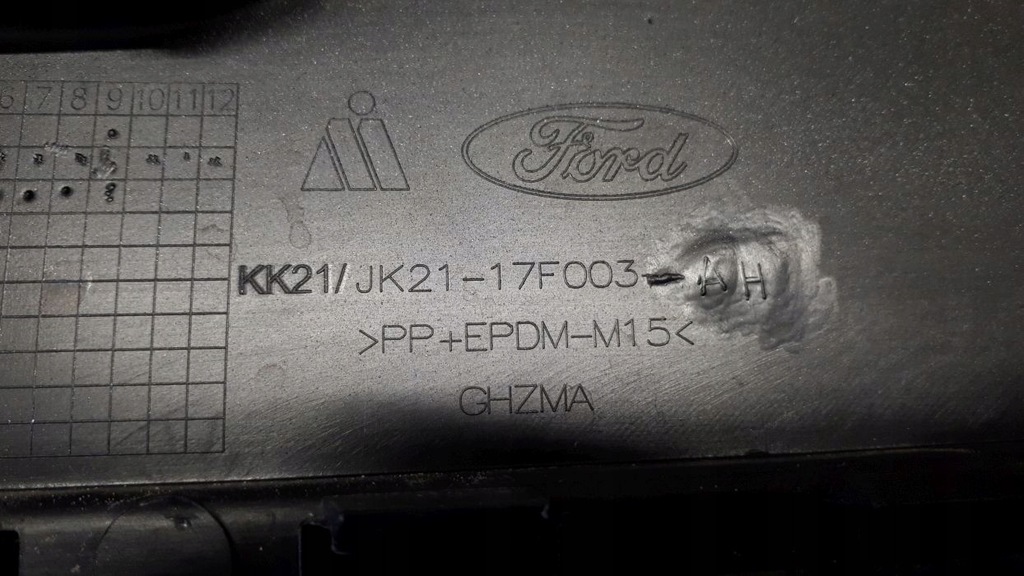 6 7 8 9 10 11 12
Ford
KK21/JK21-17F003-AH
>PP+EPDM-M15<
GHZMA